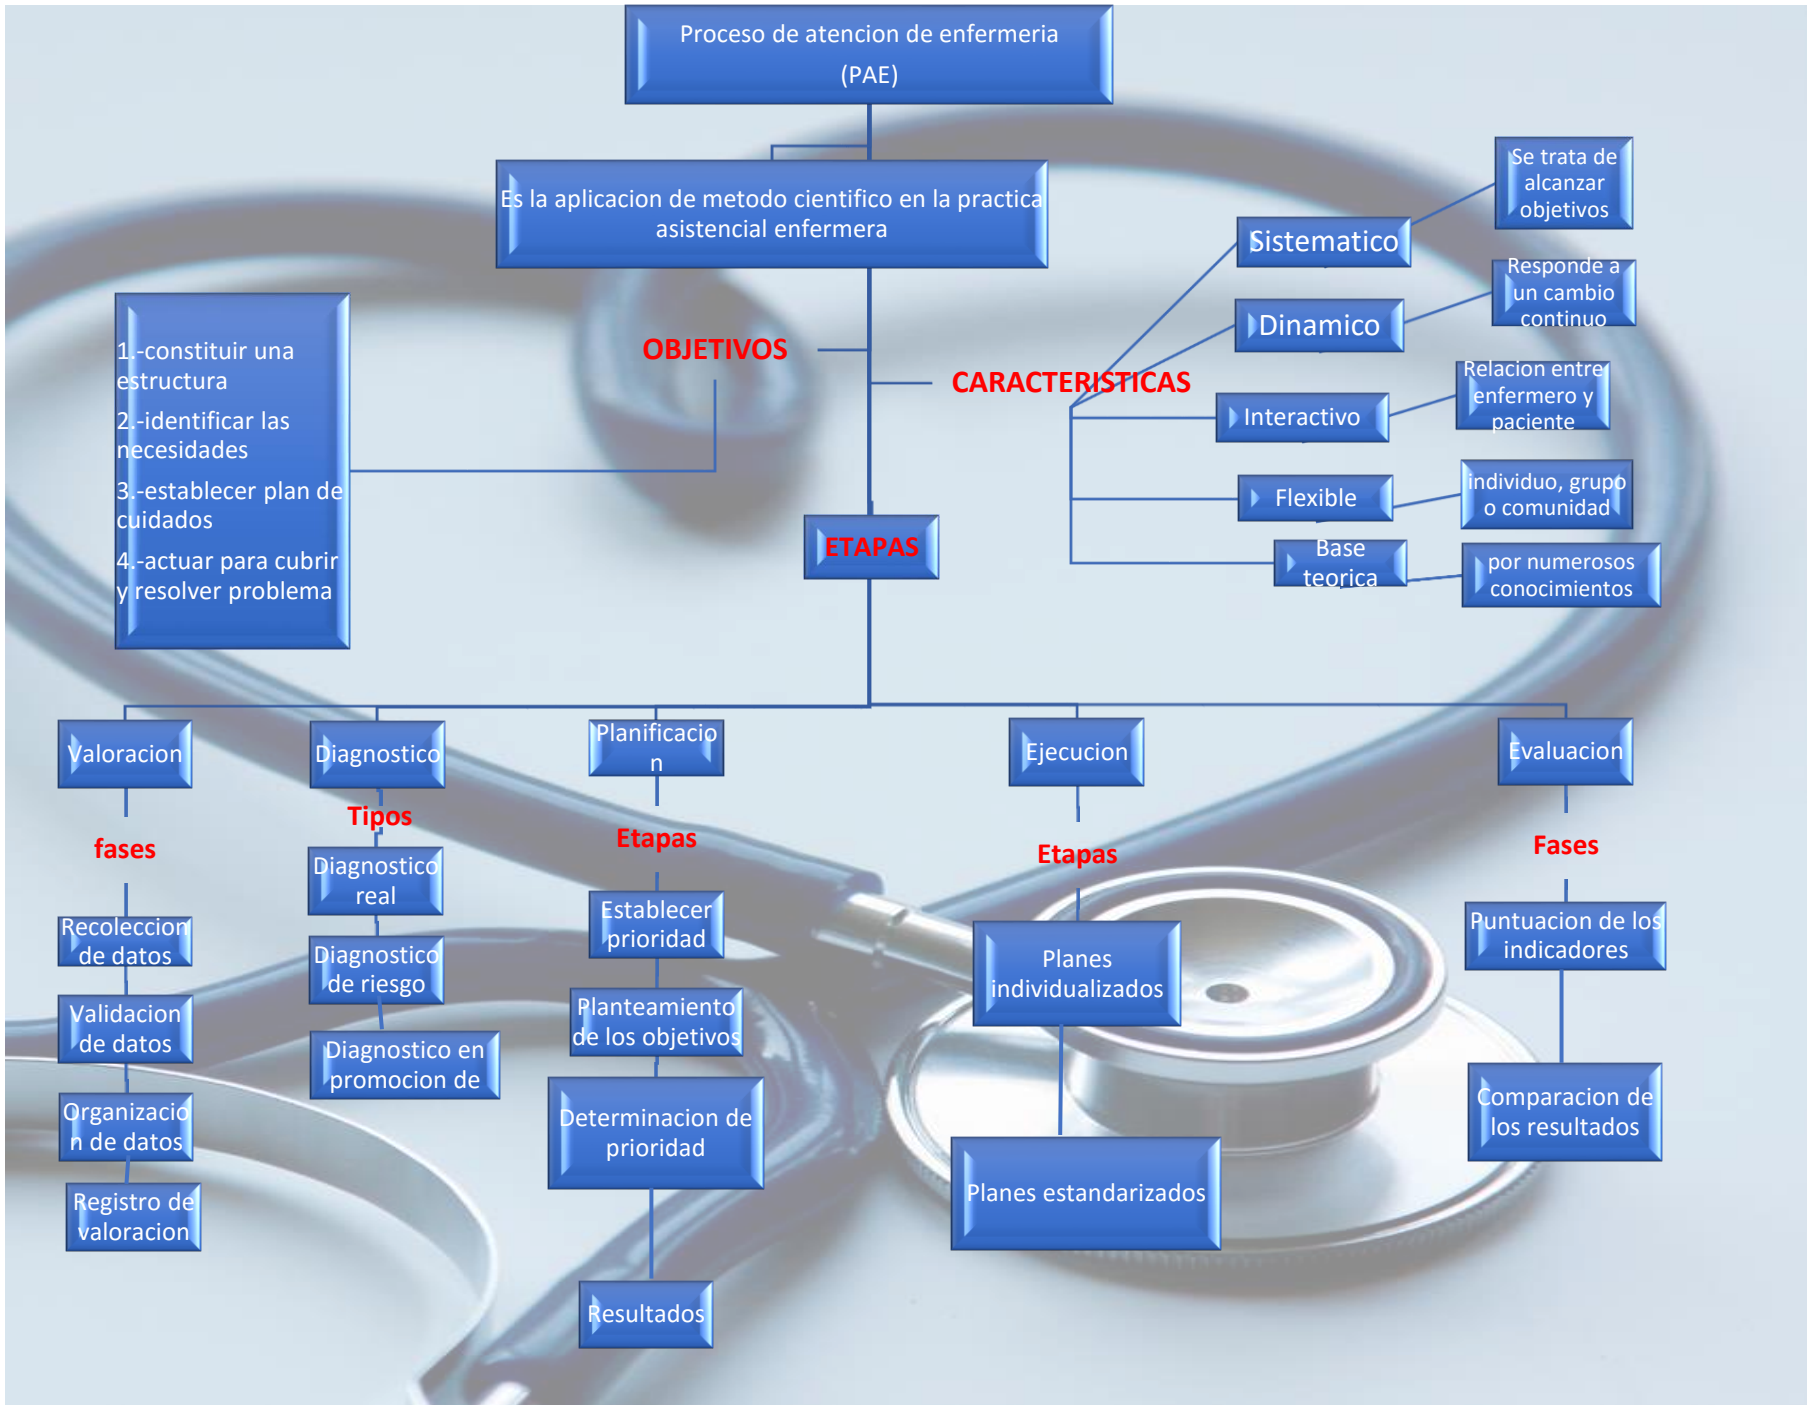 Proceso de atencion de enfermeria
(PAE)
Es la aplicacion de metodo cientifico en la practica
asistencial enfermera
OBJETIVOS
1.-constituir una
estructura
2.-identificar las
necesidades
3.-establecer plan de
cuidados
4.-actuar para cubrir
y resolver problema
CARACTERISTICAS
Sistematico
Se trata de
alcanzar
objetivos
Dinamico
Responde a
un cambio
continuo
Interactivo
Relacion entre
enfermero y
paciente
Flexible
individuo, grupo
o comunidad
Base
teorica
por numerosos
conocimientos
ETAPAS
Valoracion
fases
Recoleccion
de datos
Validacion
de datos
Organizacio
n de datos
Registro de
valoracion
Diagnostico
Tipos
Diagnostico
real
Diagnostico
de riesgo
Diagnostico en
promocion de
Planificacio
n
Etapas
Establecer
prioridad
Planteamiento
de los objetivos
Determinacion de
prioridad
Resultados
Ejecucion
Etapas
Planes
individualizados
Planes estandarizados
Evaluacion
Fases
Puntuacion de los
indicadores
Comparacion de
los resultados